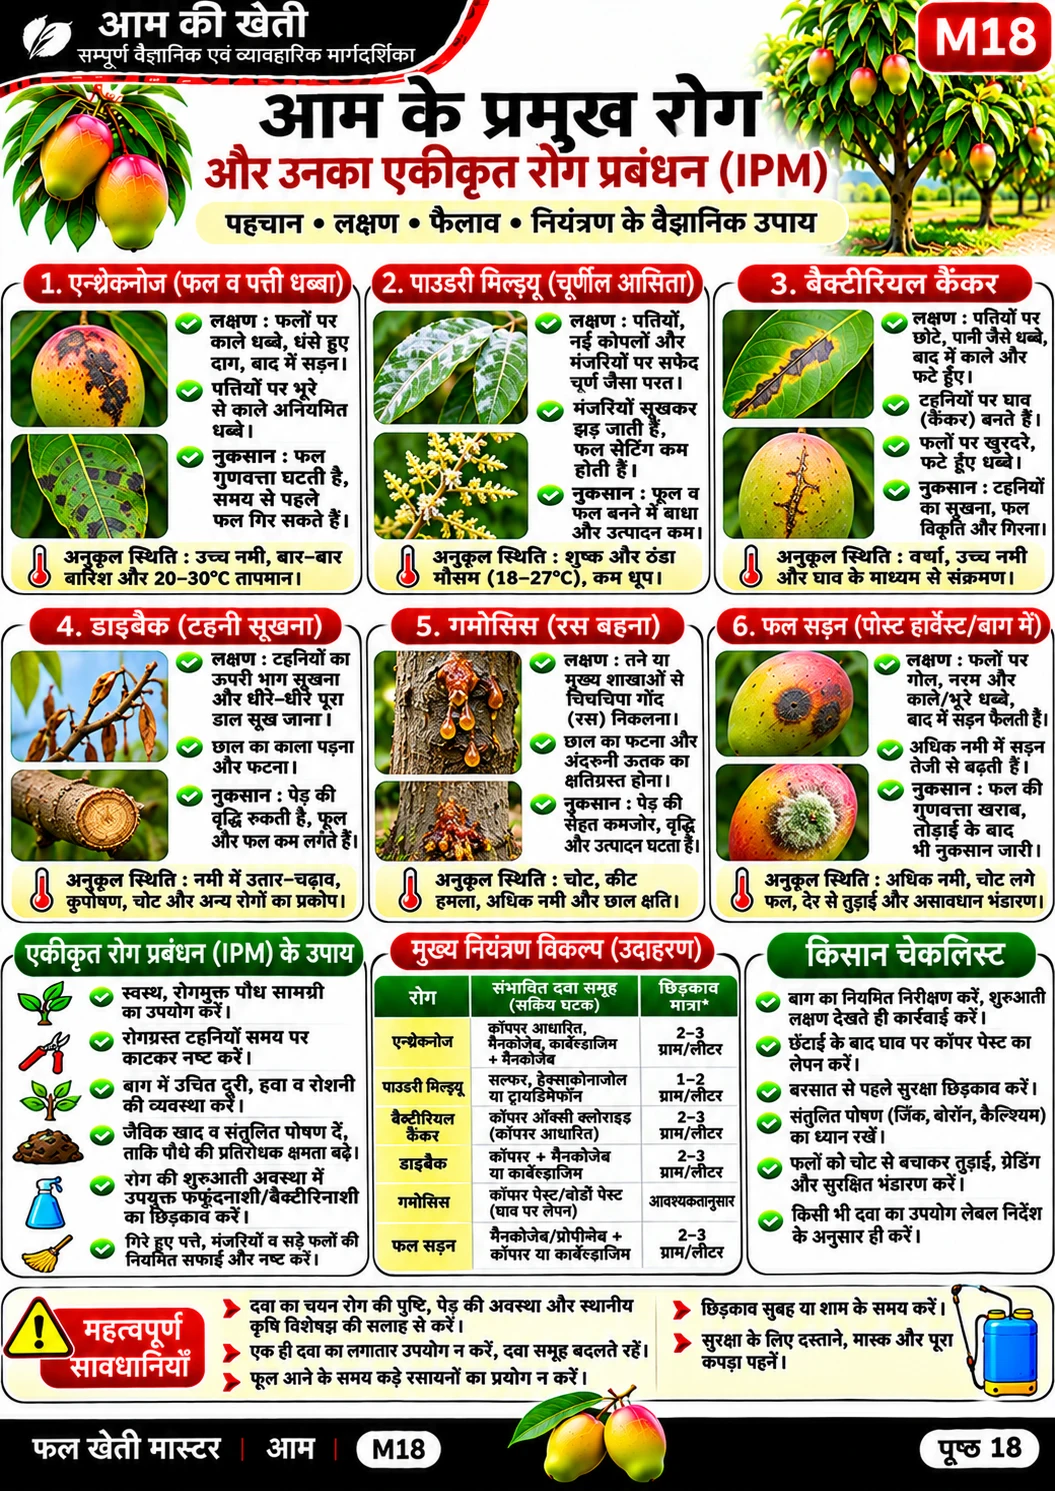 आम की खेती
सम्पूर्ण वैज्ञानिक एवं व्यावहारिक मार्गदर्शिका
M18
आम के प्रमुख रोग
और उनका एकीकृत रोग प्रबंधन (IPM)
पहचान • लक्षण • फैलाव • नियंत्रण के वैज्ञानिक उपाय
1. एन्थ्रेकनोज (फल व पत्ती धब्बा)
लक्षण : फलों पर
काले धब्बे, धंसे हुए
दाग, बाद में सड़न।
पत्तियों पर भूरे
से काले अनियमित
धब्बे।
नुकसान : फल
गुणवत्ता घटती है,
समय से पहले
फल गिर सकते हैं।
अनुकूल स्थिति : उच्च नमी, बार-बार
बारिश और 20-30°C तापमान।
2. पाउडरी मिल्ड्यू (चूर्णील आसिता)
लक्षण : पतियों,
नई कोपलों और
मंजरियों पर सफेद
चूर्ण जैसा परत।
मंजरियों सूखकर
झड़ जाती हैं,
फल सेटिंग कम
होती हैं।
नुकसान : फूल व
फल बनने में बाधा
और उत्पादन कम।
अनुकूल स्थिति : शुष्क और ठंडा
मौसम (18-27°C), कम धूप।
3. बैक्टीरियल कैंकर
लक्षण : पतियों पर
छोटे, पानी जैसे धब्बे,
बाद में काले और
फटे हुए।
टहनियों पर घाव
(कैंकर) बनते हैं।
फलों पर खुरदरे,
फटे हुए धब्बे।
नुकसान : टहनियों
का सुखना, फल
विकृति और गिरना।
अनुकूल स्थिति : वर्षा, उच्च नमी
और घाव के माध्यम से संक्रमण।
4. डाइबैक (टहनी सूखना)
लक्षण : टहनियों का
ऊपरी भाग सूखना
और धीरे-धीरे पूरा
डाल सूख जाना।
छाल का काला पड़ना
और फटना।
नुकसान : पेड़ की
वृद्धि रुकती है, फूल
और फल कम लगते हैं।
अनुकूल स्थिति : नमी में उतार-चढ़ाव,
कुपोषण, चोट और अन्य रोगों का प्रकोप।
5. गमोसिस (रस बहना)
लक्षण : तने या
मुख्य शाखाओं से
चिचचिपा गोंद
(रस) निकलना।
छाल का फटना और
अंदरुनी ऊतक का
क्षतिग्रस्त होना।
नुकसान : पेड़ की
सेहत कमजोर, वृद्धि
और उत्पादन घटता हैं।
अनुकूल स्थिति : चोट, कीट
हमला, अधिक नमी और छाल क्षति।
6. फल सड़न (पोस्ट हार्वेस्ट/बाग में)
लक्षण : फलों पर
गोल, नरम और
काले/भूरे धब्बे,
बाद में सड़न फैलती हैं।
अधिक नमी में सड़न
तेजी से बढ़ती हैं।
नुकसान : फल की
गुणवत्ता खराब,
तोड़ाई के बाद
भी नुकसान जारी।
अनुकूल स्थिति : अधिक नमी, चोट लगे
फल, देर से तुड़ाई और असावधान भंडारण।
एकीकृत रोग प्रबंधन (IPM) के उपाय
स्वस्थ, रोगमुक्त पौध सामग्री
का उपयोग करें।
रोगग्रस्त टहनियों समय पर
काटकर नष्ट करें।
बाग में उचित दूरी, हवा व रोशनी
की व्यवस्था करें।
जैविक खाद व संतुलित पोषण दें,
ताकि पौधे की प्रतिरोधक क्षमता बढ़े।
रोग की शुरुआती अवस्था में
उपयुक्त फफूंदनाशी/बैक्टीरिनाशी
का छिड़काव करें।
गिरे हुए पत्ते, मंजरियों व सड़े फलों की
नियमित सफाई और नष्ट करें।
मुख्य नियंत्रण विकल्प (उदाहरण)
रोग
संभावित दवा समूह
(सकिय घटक)
छिड़काव
मात्रा*
एन्थ्रेकनोज
कॉपपर आधारित,
मैनकोजेब, कार्बेन्डाजिम
+ मैनकोजेब
2-3
ग्राम/लीटर
पाउडरी मिल्ड्यू
सल्फर, हेक्साकोनाजोल
या ट्रायडिमेफॉन
1-2
ग्राम/लीटर
बैक्टीरियल
कैंकर
कॉपर ऑक्सी क्लोराइड
(कॉपर आधारित)
2-3
ग्राम/लीटर
डाइबैक
कॉपर + मैनकोजेब
या कार्बेन्डाजिम
2-3
ग्राम/लीटर
गमोसिस
कॉपर पेस्ट/बोर्डो पेस्ट
(घाव पर लेपन)
आवश्यकतानुसार
फल सड़न
मैनकोजेब/प्रोपीनेब +
कॉपर या कार्बेन्डाजिम
2-3
ग्राम/लीटर
किसान चेकलिस्ट
बाग का नियमित निरीक्षण करें, शुरुआती
लक्षण देखते ही कार्रवाई करें।
छेंटाई के बाद घाव पर कॉपर पेस्ट का
लेपन करें।
बरसात से पहले सुरक्षा छिड़काव करें।
संतुलित पोषण (जिंक, बोरॉन, कैल्शियम)
का ध्यान रखें।
फलों को चोट से बचाकर तुड़ाई, ग्रेडिंग
और सुरक्षित भंडारण करें।
किसी भी दवा का उपयोग लेबल निर्देश
के अनुसार ही करें।
महत्वपूर्ण
सावधानियाँ
दवा का चयन रोग की पुष्टि, पेड़ की अवस्था और स्थानीय
कृषि विशेषज्ञ की सलाह से करें।
एक ही दवा का लगातार उपयोग न करें, दवा समूह बदलते रहें।
फूल आने के समय कड़े रसायनों का प्रयोग न करें।
छिड़काव सुबह या शाम के समय करें।
सुरक्षा के लिए दस्ताने, मास्क और पूरा
कपड़ा पहनें।
फल खेती मास्टर | आम | M18
पृष्ठ 18